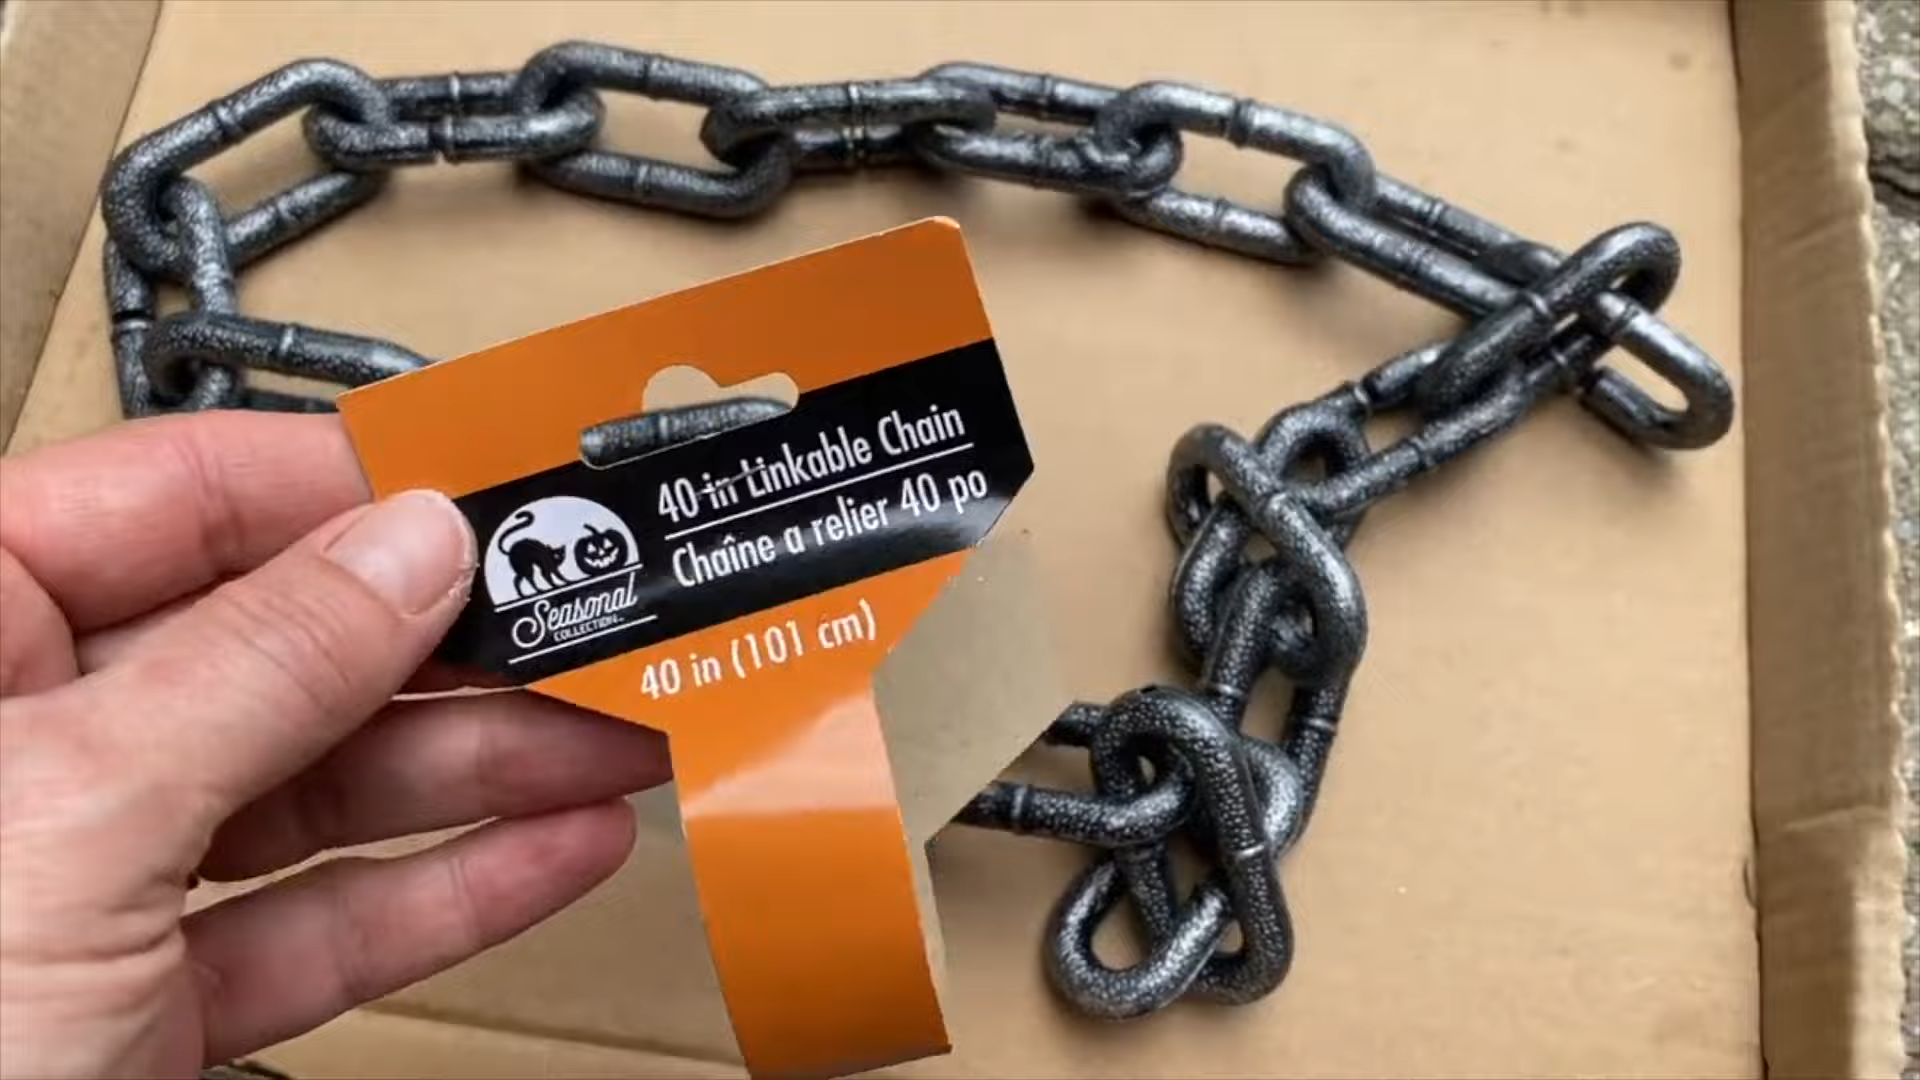 40-in Linkable Chain
Chaîne a relier 40 po
Seasonal
COLLECTION
40 in (101 cm)